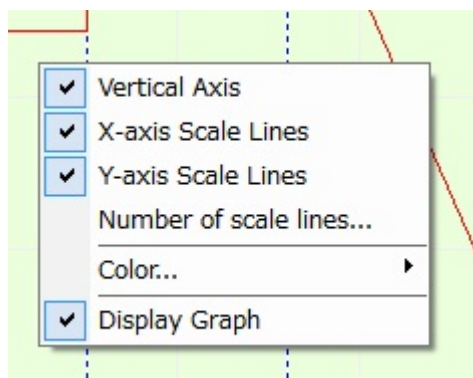 Vertical Axis
X-axis Scale Lines
Y-axis Scale Lines
Number of scale lines...
Color...
Display Graph